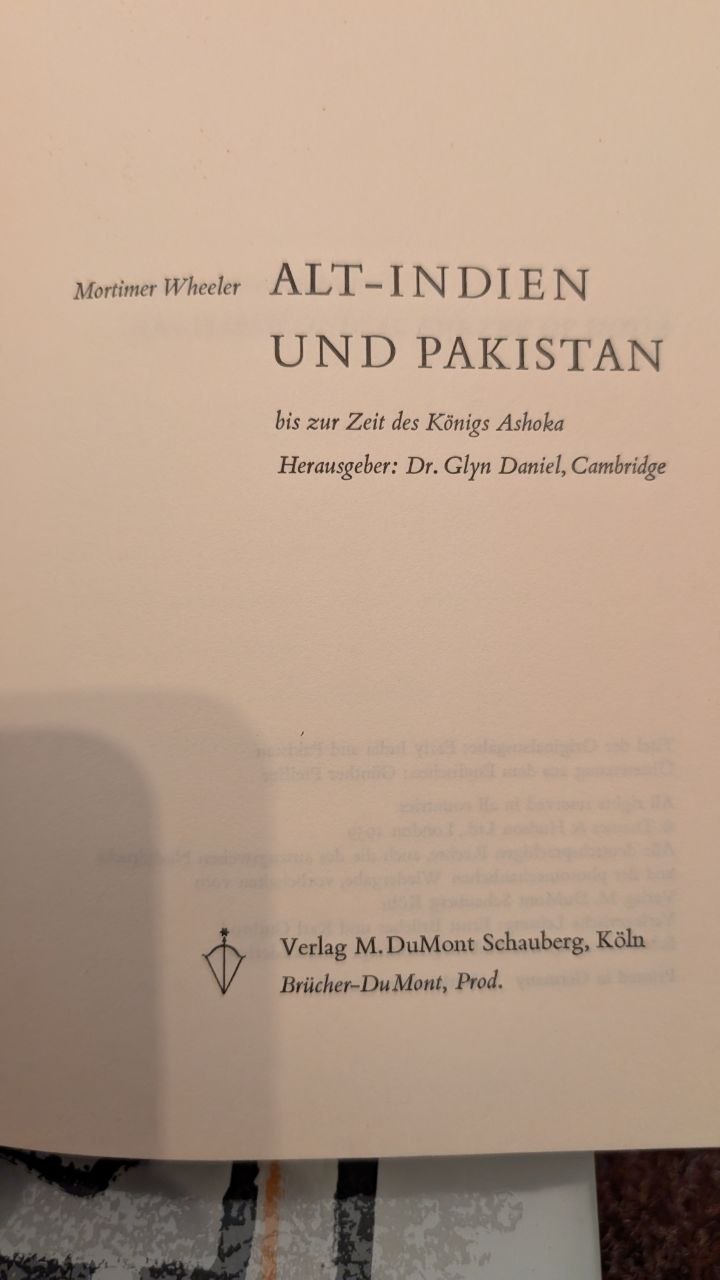 Mortimer Wheeler ALT-INDIEN
UND PAKISTAN
bis zur Zeit des Königs Ashoka
Herausgeber: Dr. Glyn Daniel, Cambridge
Verlag M. DuMont Schauberg, Köln
Brücher-DuMont, Prod.